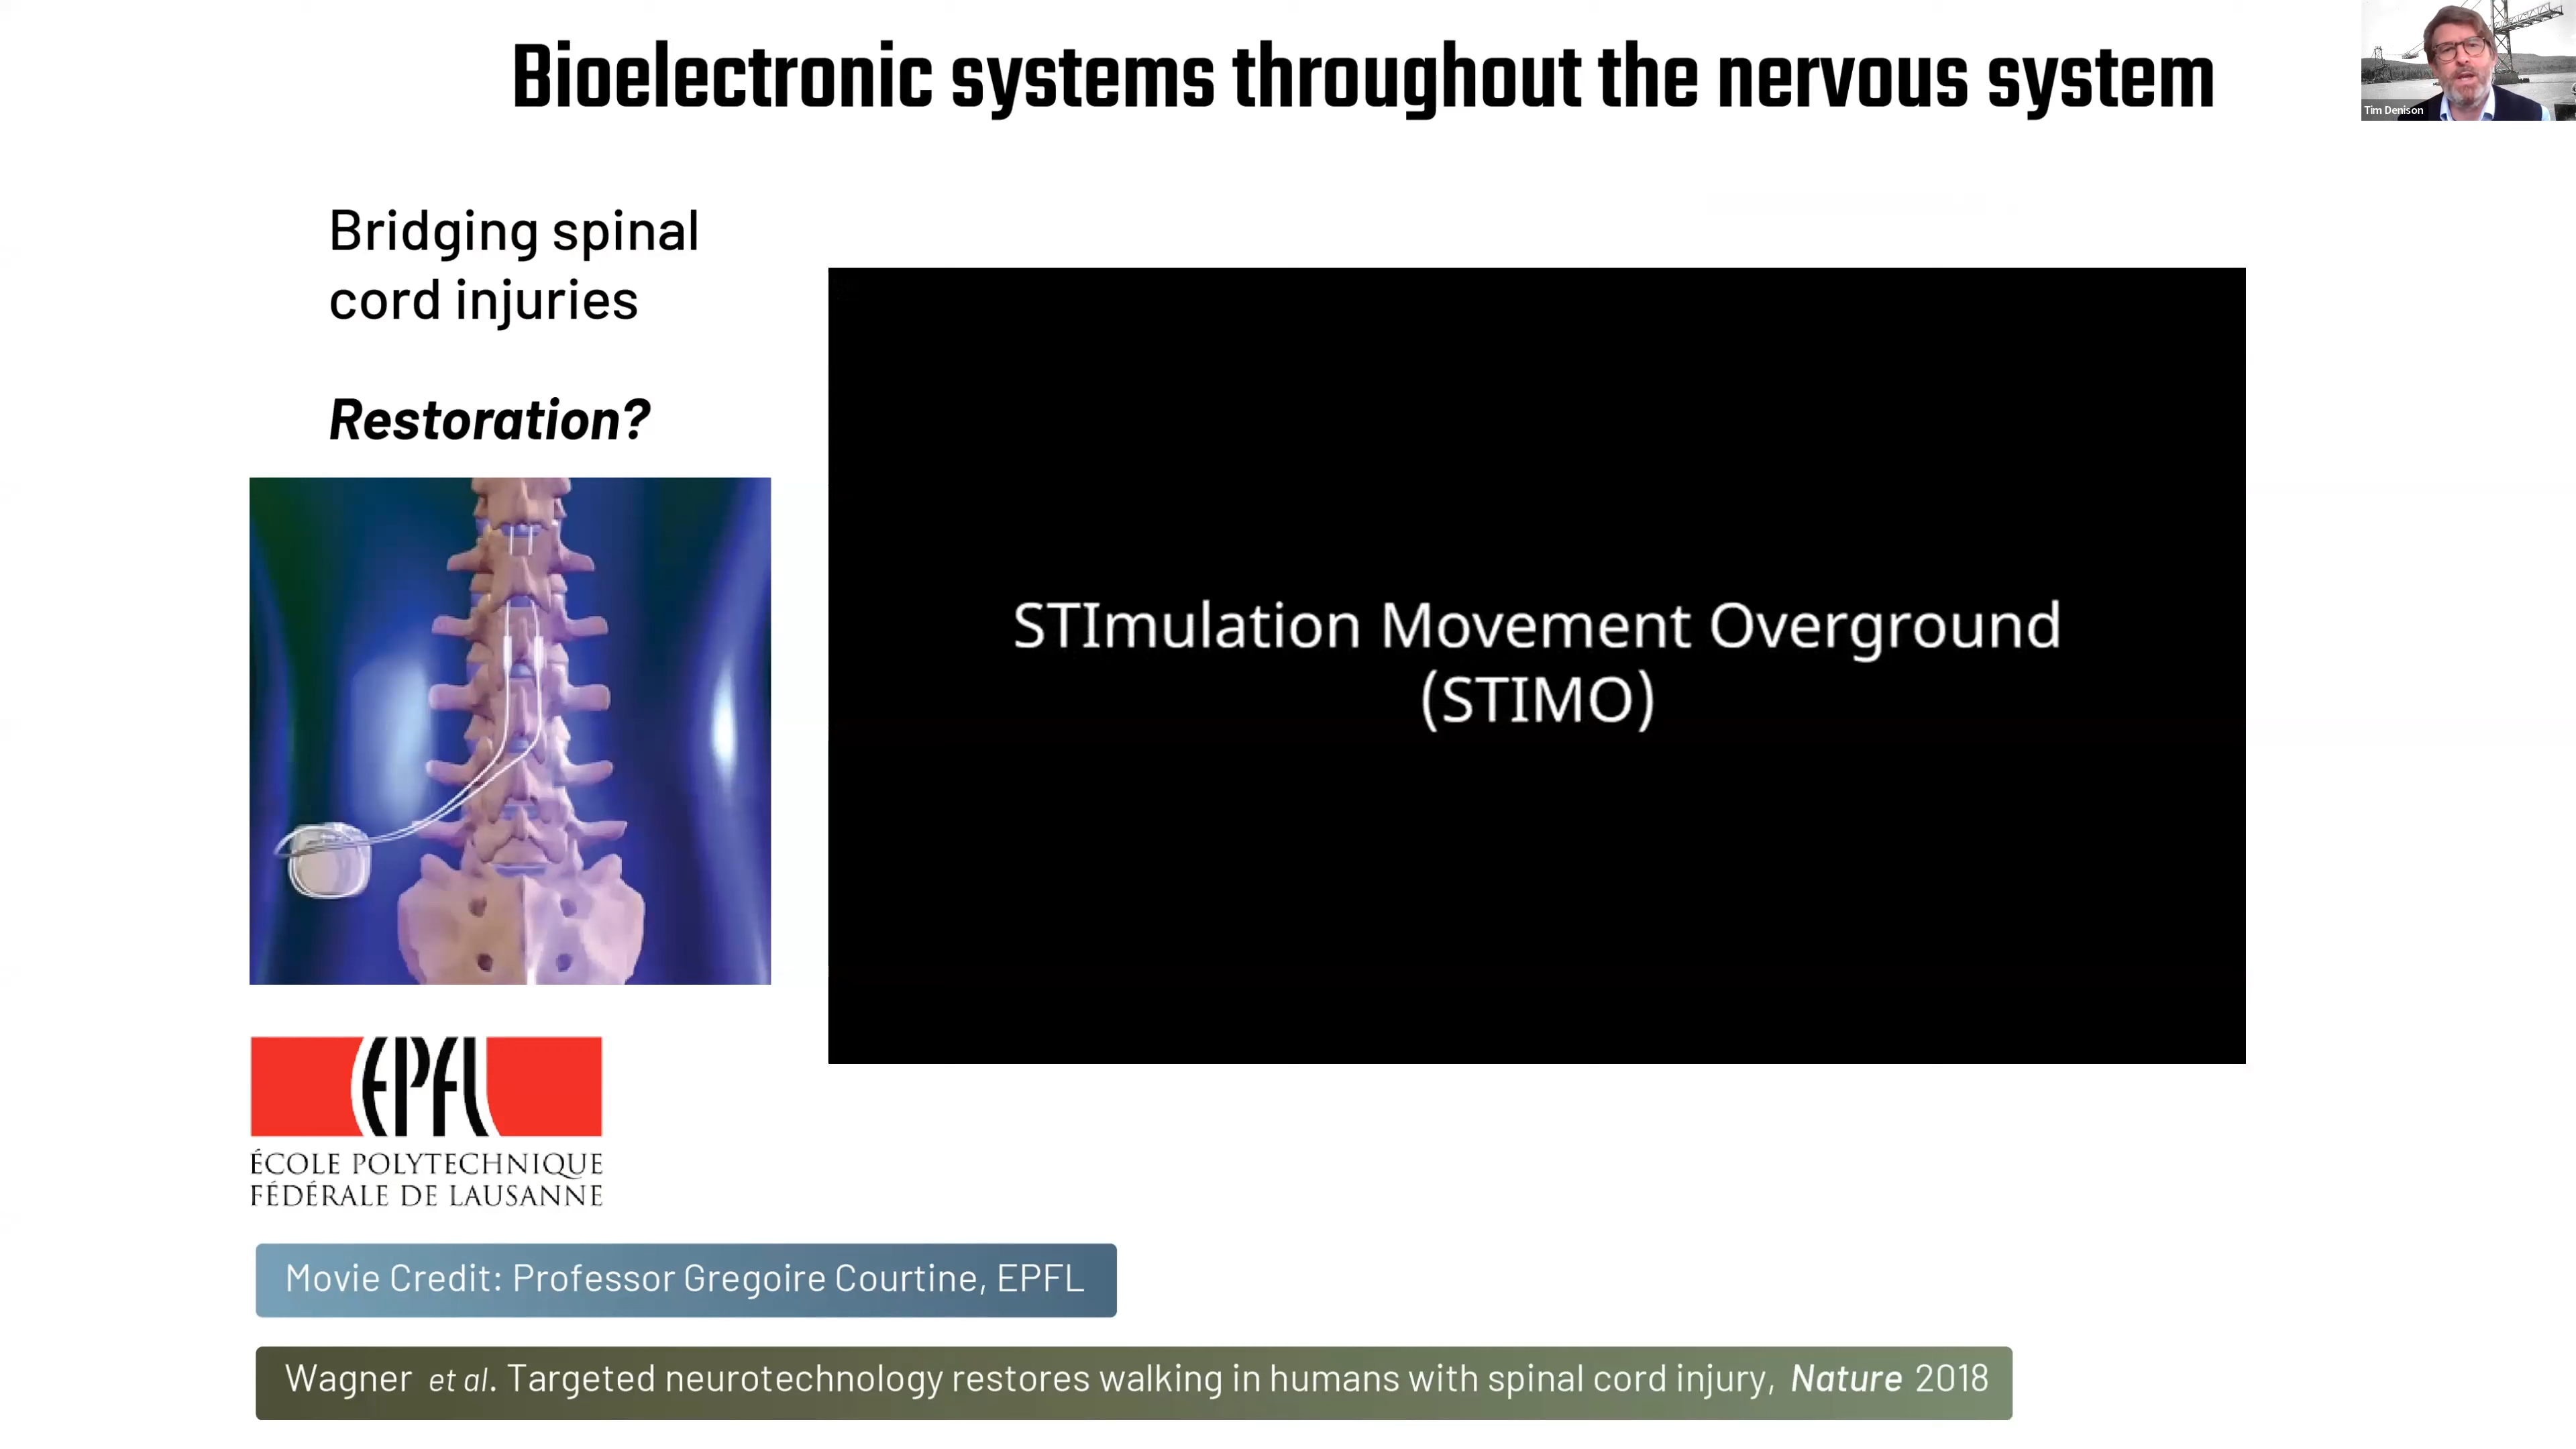 Bioelectronic systems throughout the nervous system
Tim Denison
Bridging spinal
cord injuries
Restoration?
STImulation Movement Overground
(STIMO)
EPFL
ÉCOLE POLYTECHNIQUE
FÉDÉRALE DE LAUSANNE
Movie Credit: Professor Gregoire Courtine, EPFL
Wagner et al. Targeted neurotechnology restores walking in humans with spinal cord injury, Nature 2018